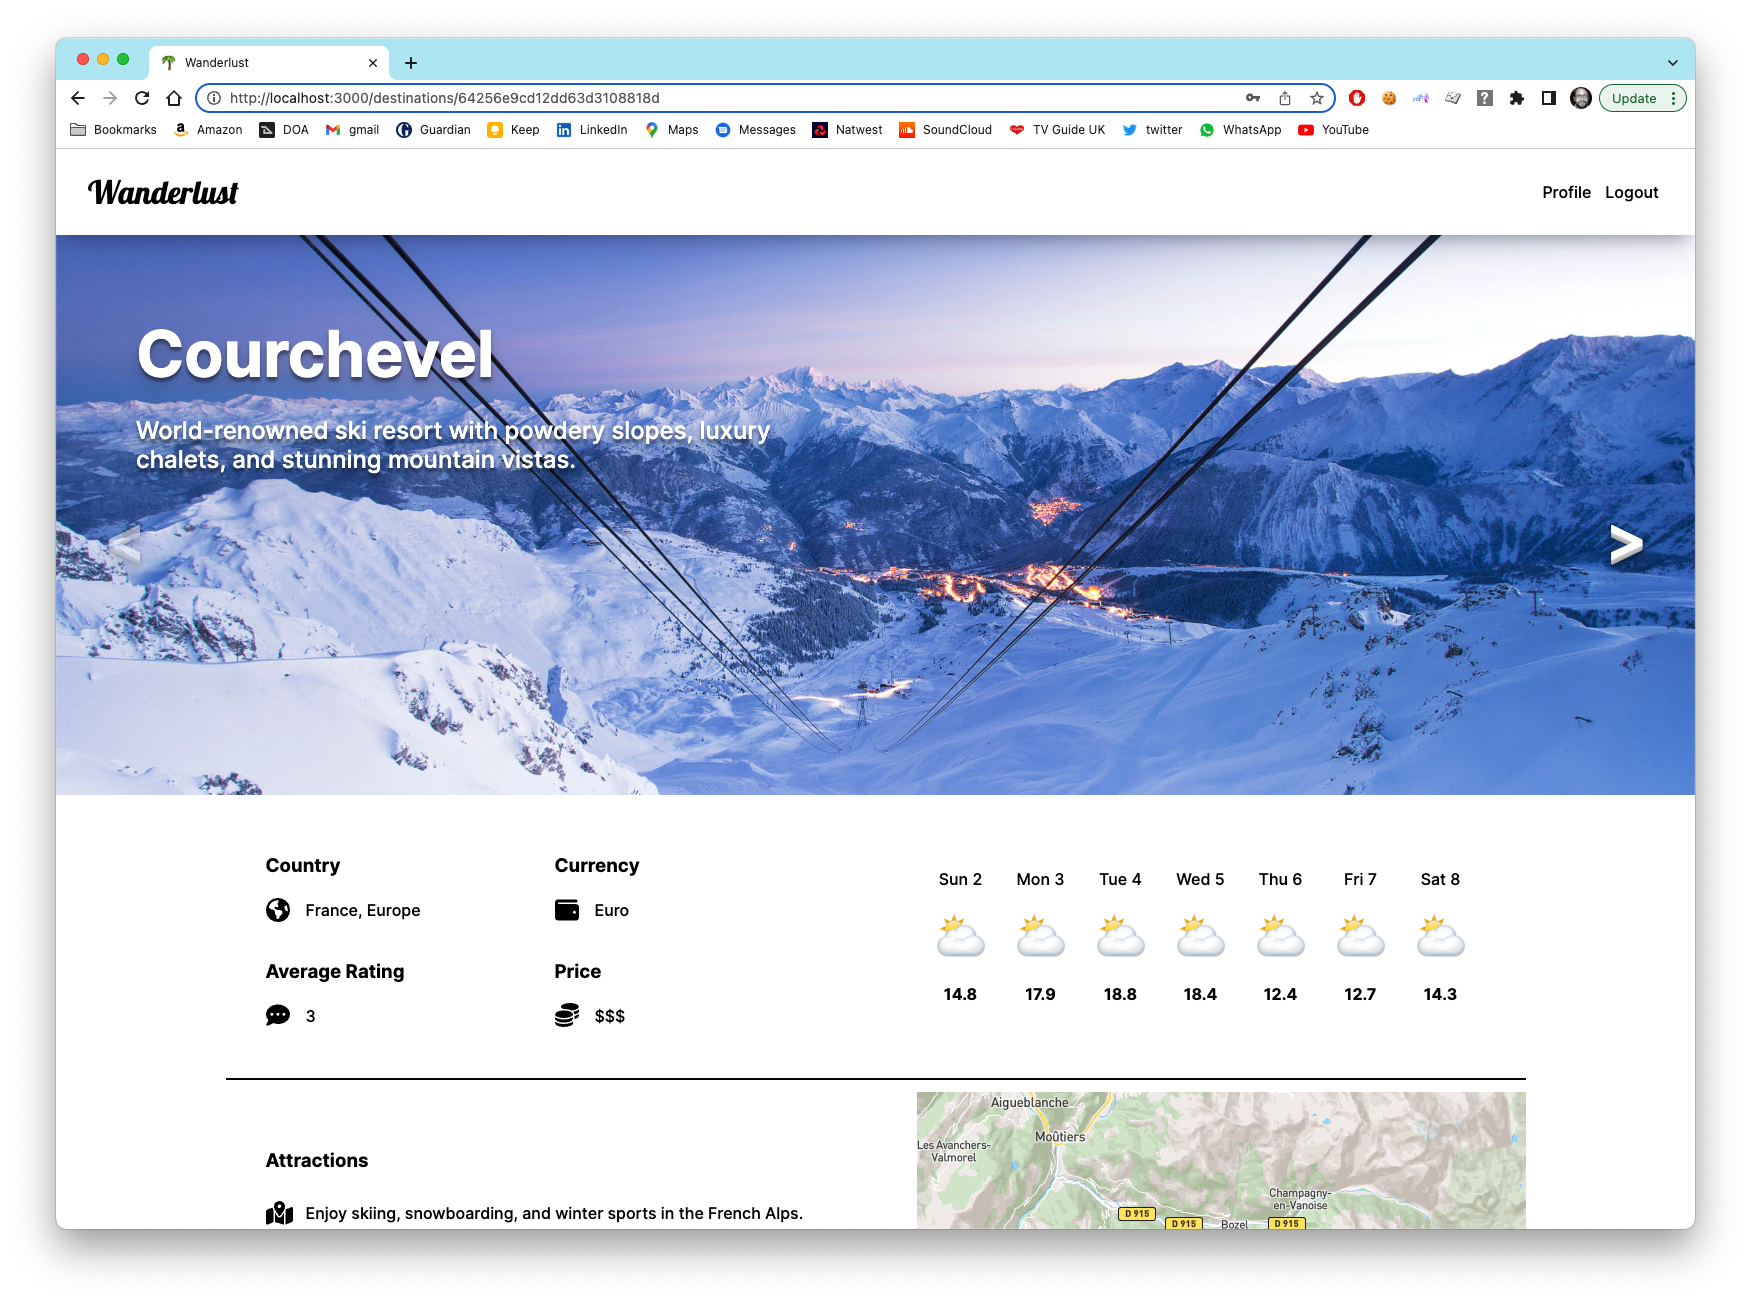 Wanderlust
http://localhost:3000/destinations/64256e9cd12dd63d3108818d
Update
Bookmarks Amazon DOA gmail Guardian Keep LinkedIn Maps Messages Natwest SoundCloud TV Guide UK twitter WhatsApp YouTube
Wanderlust
Profile Logout
Courchevel
World-renowned ski resort with powdery slopes, luxury
chalets, and stunning mountain vistas.
< >
Country
France, Europe
Currency
Euro
Average Rating
3
Price
$$$
Sun 2 Mon 3 Tue 4 Wed 5 Thu 6 Fri 7 Sat 8
14.8 17.9 18.8 18.4 12.4 12.7 14.3
Attractions
Enjoy skiing, snowboarding, and winter sports in the French Alps.
Aigueblanche
Moûtiers
Les Avanchers-
Valmorel
Champagny-
en-Vanoise
D 915
D 915
Bozel
D 915